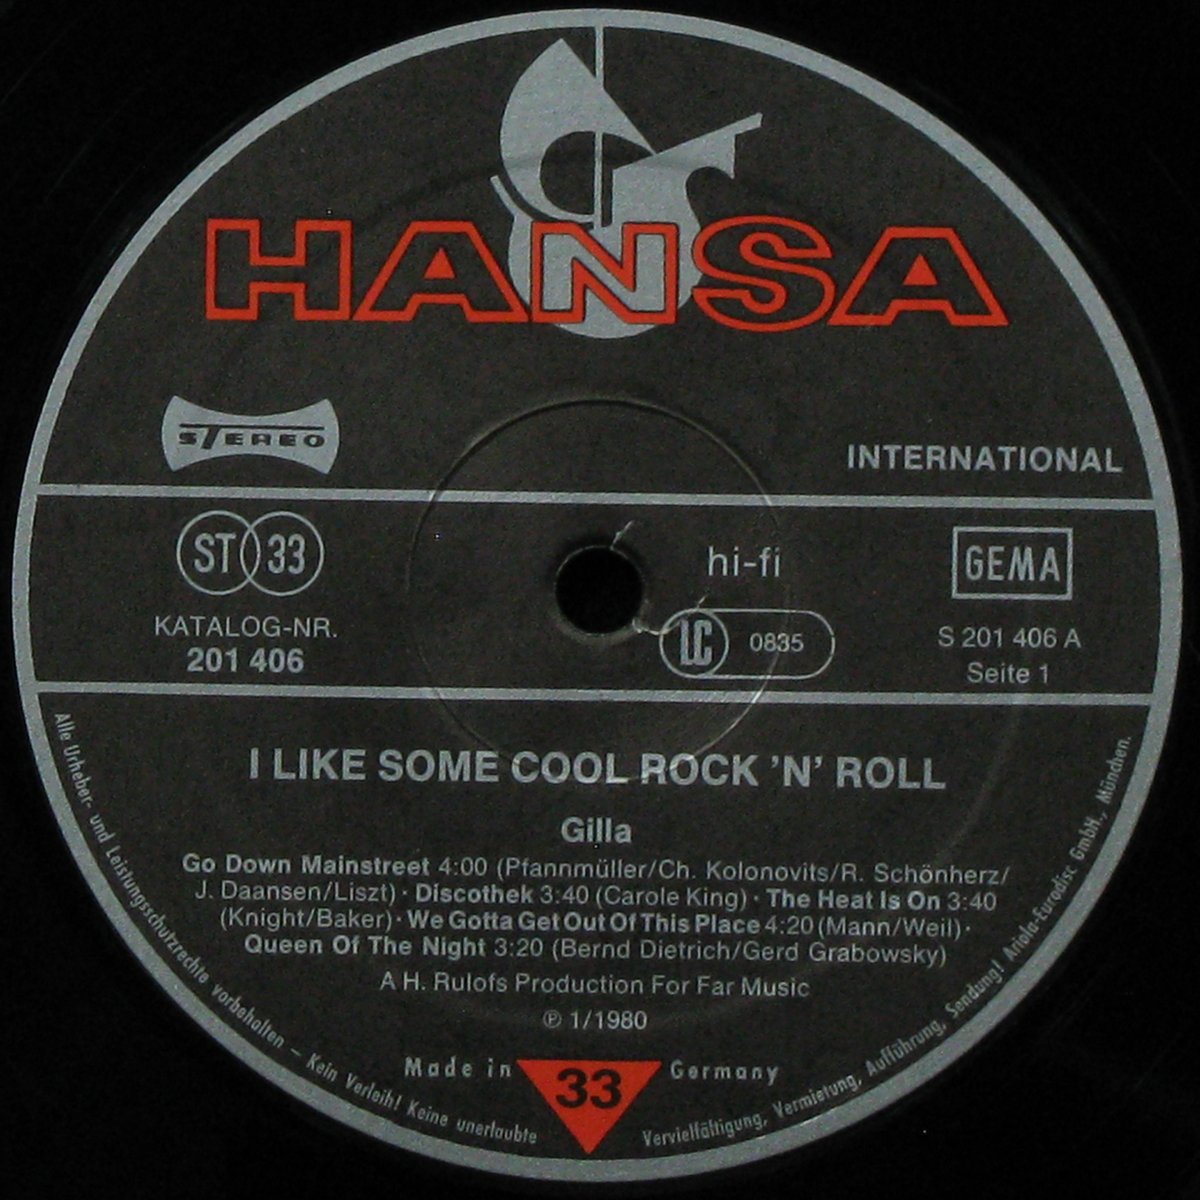 HANSA
STEREO
INTERNATIONAL
ST 33
hi-fi
GEMA
KATALOG-NR.
201 406
LC 0835
S 201 406 A
Seite 1
I LIKE SOME COOL ROCK ’N’ ROLL
Gilla
Go Down Mainstreet 4:00 (Pfannmüller/Ch. Kolonovits/R. Schönherz/
J. Daansen/Liszt) · Discothek 3:40 (Carole King) · The Heat Is On 3:40
(Knight/Baker) · We Gotta Get Out Of This Place 4:20 (Mann/Weil) ·
Queen Of The Night 3:20 (Bernd Dietrich/Gerd Grabowsky)
A H. Rulofs Production For Far Music
℗ 1/1980
Made in 33 Germany
Alle Urheber- und Leistungsschutzrechte vorbehalten – Kein Verleih! Keine unerlaubte Vervielfältigung, Vermietung, Aufführung, Sendung! Ariola-Eurodisc GmbH., München.